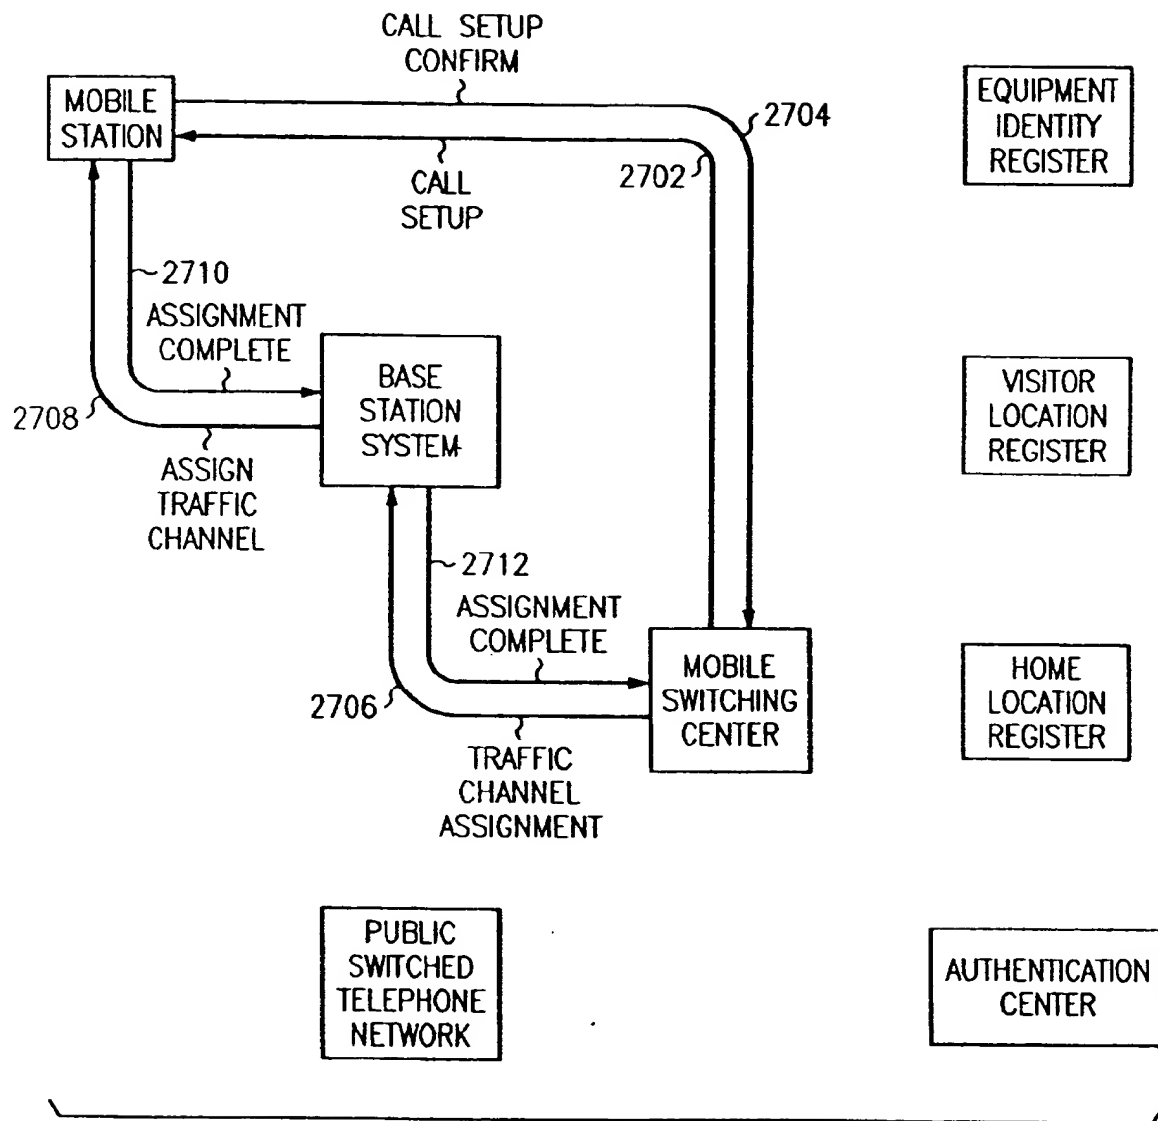 CALL SETUP
CONFIRM
MOBILE
STATION
2704
EQUIPMENT
IDENTITY
REGISTER
2702
CALL
SETUP
2710
ASSIGNMENT
COMPLETE
2708
BASE
STATION
SYSTEM
VISITOR
LOCATION
REGISTER
ASSIGN
TRAFFIC
CHANNEL
2712
ASSIGNMENT
COMPLETE
2706
MOBILE
SWITCHING
CENTER
HOME
LOCATION
REGISTER
TRAFFIC
CHANNEL
ASSIGNMENT
PUBLIC
SWITCHED
TELEPHONE
NETWORK
AUTHENTICATION
CENTER